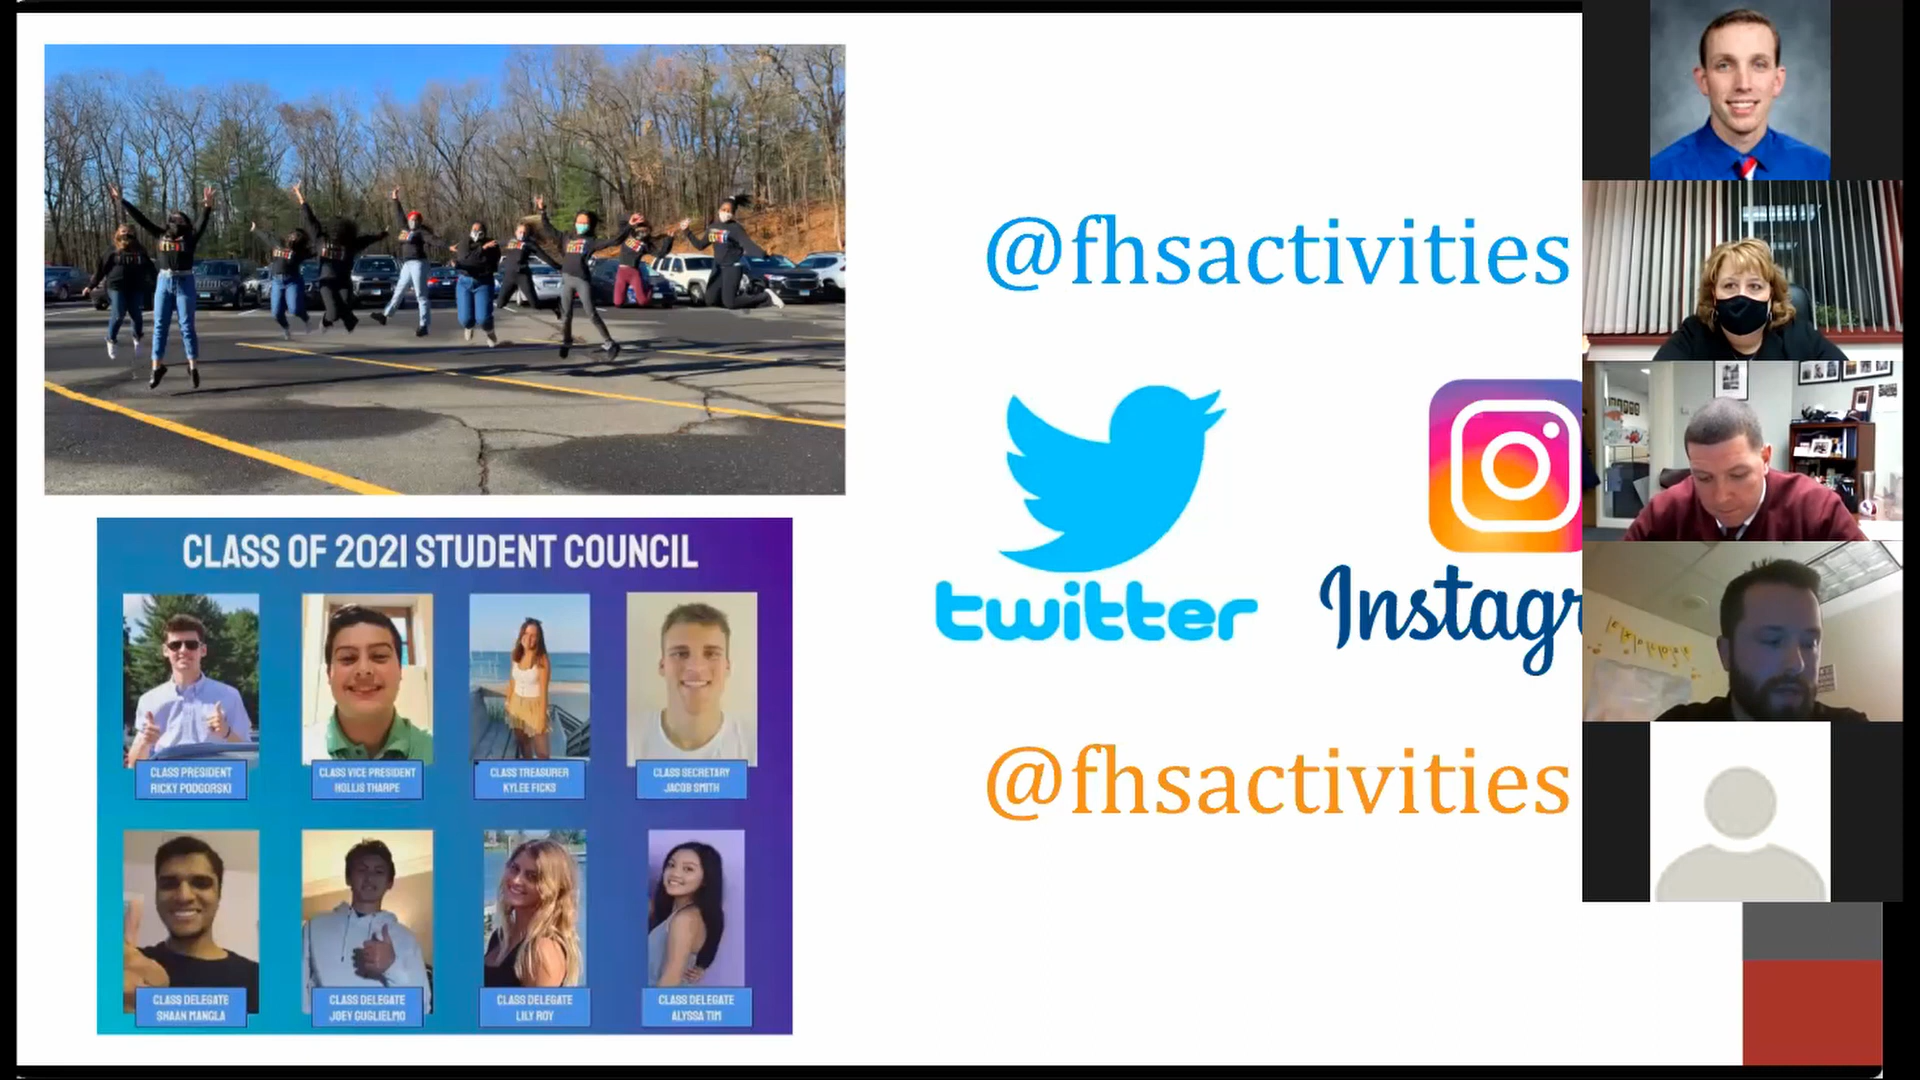 @fhsactivities
twitter
Instagr
@fhsactivities
CLASS OF 2021 STUDENT COUNCIL
CLASS PRESIDENT
RICKY PODGORSKI
CLASS VICE PRESIDENT
HOLLIS THARPE
CLASS TREASURER
KYLEE FICKS
CLASS SECRETARY
JACOB SMITH
CLASS DELEGATE
SHAAN MANGLA
CLASS DELEGATE
JOEY GUGLIELMO
CLASS DELEGATE
LILY ROY
CLASS DELEGATE
ALYSSA TIM